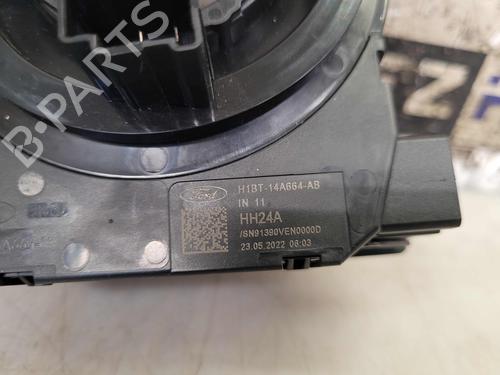 B-PARTS
Ford
H1BT-14A664-AB
IN 11
HH24A
/SN91380VEN0000D
23.05.2022 08:03